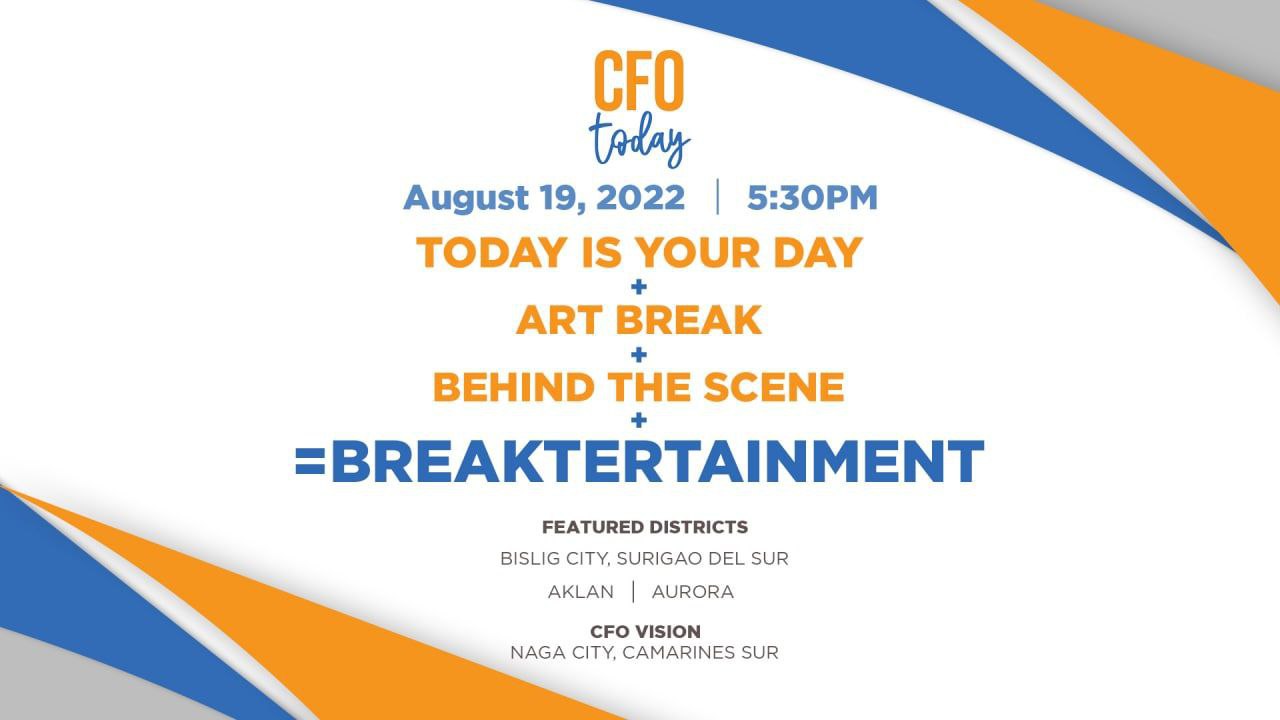 CFO
today
August 19, 2022 | 5:30PM
TODAY IS YOUR DAY
+
ART BREAK
+
BEHIND THE SCENE
+
=BREAKTERTAINMENT
FEATURED DISTRICTS
BISLIG CITY, SURIGAO DEL SUR
AKLAN | AURORA
CFO VISION
NAGA CITY, CAMARINES SUR